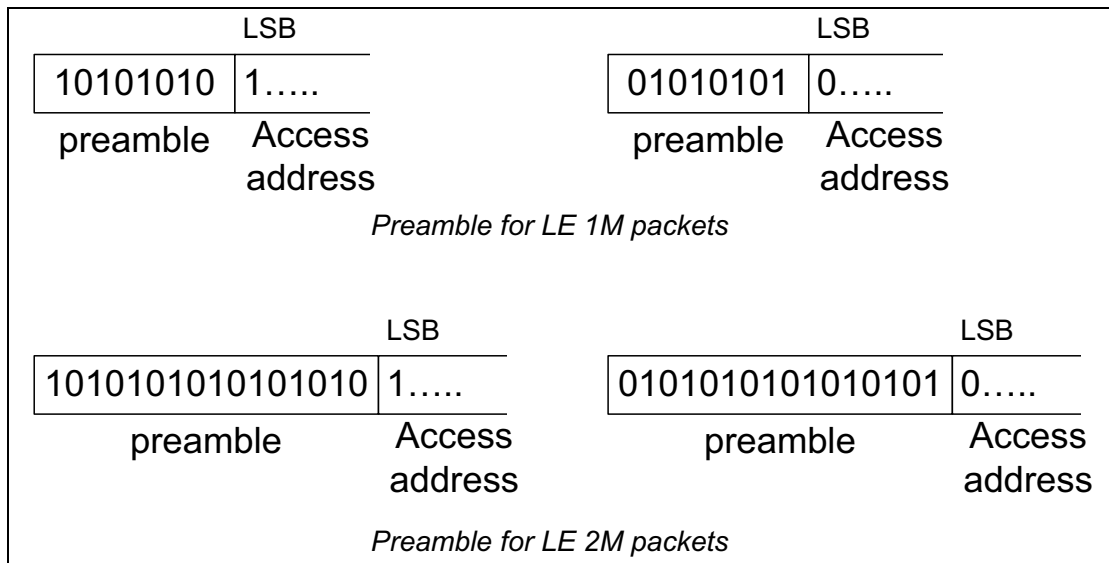 LSB LSB
10101010 1….. 01010101 0…..
preamble Access preamble Access
address address
Preamble for LE 1M packets
LSB LSB
1010101010101010 1….. 0101010101010101 0…..
preamble Access preamble Access
address address
Preamble for LE 2M packets